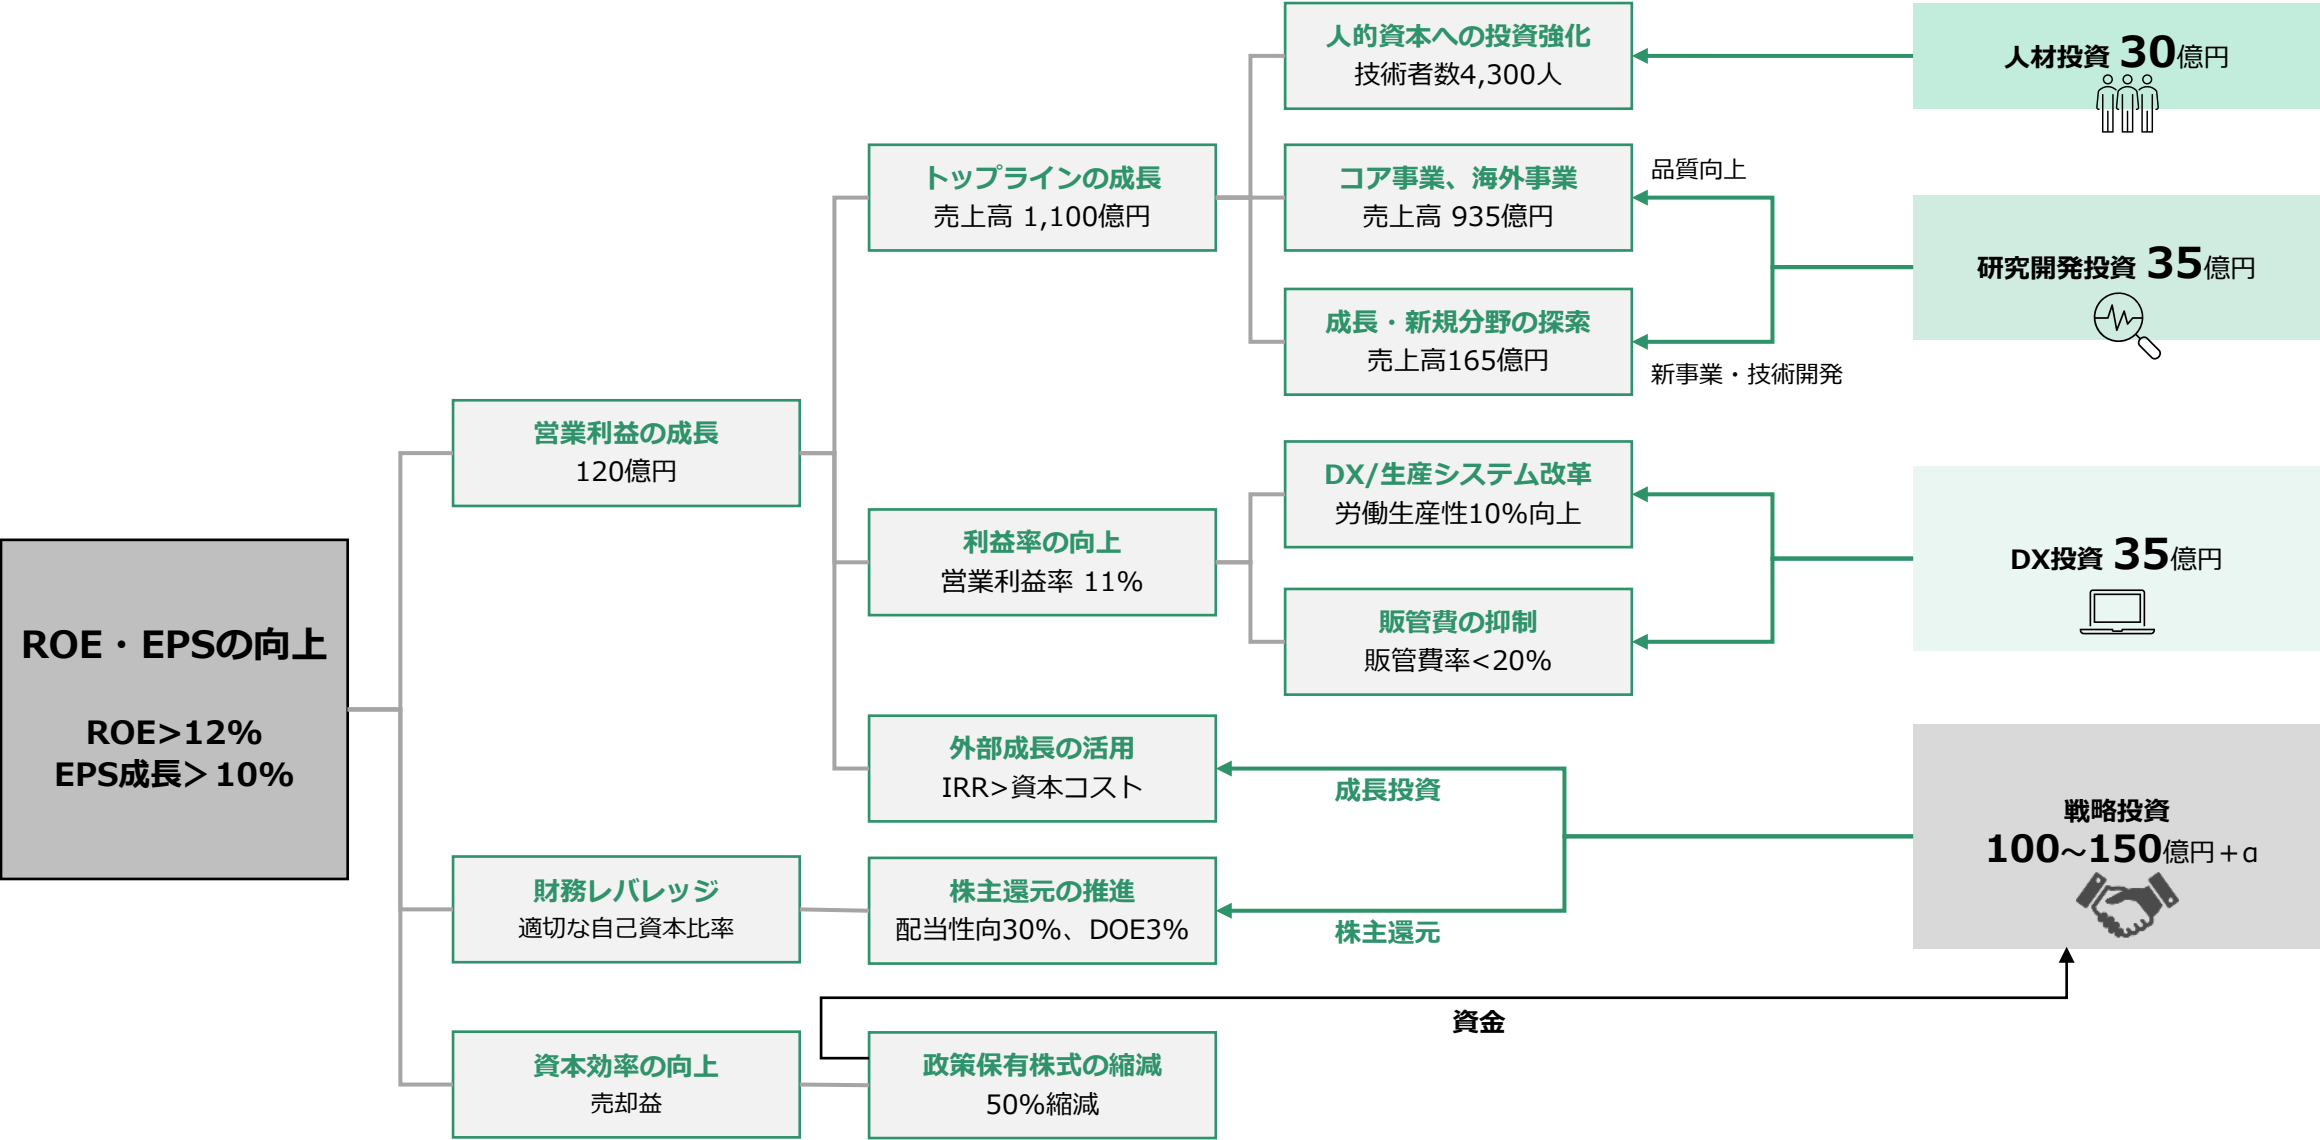 人的資本への投資強化
技術者数4,300人
人材投資 30億円
トップラインの成長
売上高 1,100億円
コア事業、海外事業
売上高 935億円
品質向上
研究開発投資 35億円
成長・新規分野の探索
売上高165億円
新事業・技術開発
営業利益の成長
120億円
DX/生産システム改革
労働生産性10%向上
利益率の向上
営業利益率 11%
DX投資 35億円
販管費の抑制
販管費率<20%
ROE・EPSの向上
ROE>12%
EPS成長＞10%
外部成長の活用
IRR>資本コスト
成長投資
戦略投資
100～150億円＋α
財務レバレッジ
適切な自己資本比率
株主還元の推進
配当性向30%、DOE3%
株主還元
資金
資本効率の向上
売却益
政策保有株式の縮減
50%縮減